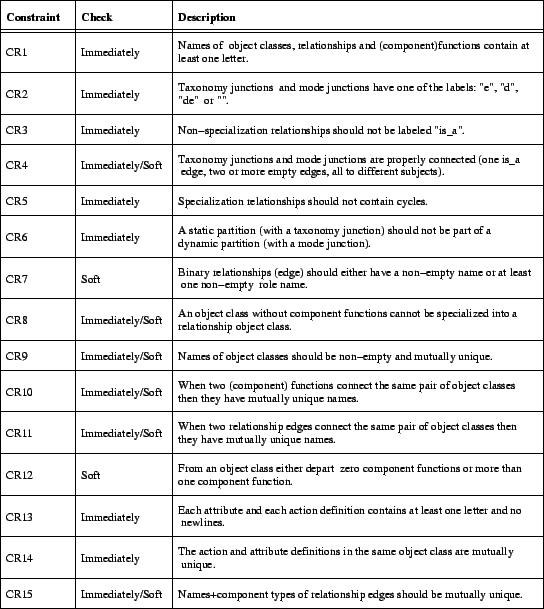 Constraint Check Description
CR1 Immediately Names of object classes, relationships and (component)functions contain at
least one letter.
CR2 Immediately Taxonomy junctions and mode junctions have one of the labels: "e", "d",
"de" or "".
CR3 Immediately Non-specialization relationships should not be labeled "is_a".
CR4 Immediately/Soft Taxonomy junctions and mode junctions are properly connected (one is_a
edge, two or more empty edges, all to different subjects).
CR5 Immediately Specialization relationships should not contain cycles.
CR6 Immediately A static partition (with a taxonomy junction) should not be part of a
dynamic partition (with a mode junction).
CR7 Soft Binary relationships (edge) should either have a non-empty name or at least
one non-empty role name.
CR8 Immediately/Soft An object class without component functions cannot be specialized into a
relationship object class.
CR9 Immediately/Soft Names of object classes should be non-empty and mutually unique.
CR10 Immediately/Soft When two (component) functions connect the same pair of object classes
then they have mutually unique names.
CR11 Immediately/Soft When two relationship edges connect the same pair of object classes then
they have mutually unique names.
CR12 Soft From an object class either depart zero component functions or more than
one component function.
CR13 Immediately Each attribute and each action definition contains at least one letter and no
newlines.
CR14 Immediately The action and attribute definitions in the same object class are mutually
unique.
CR15 Immediately/Soft Names+component types of relationship edges should be mutually unique.